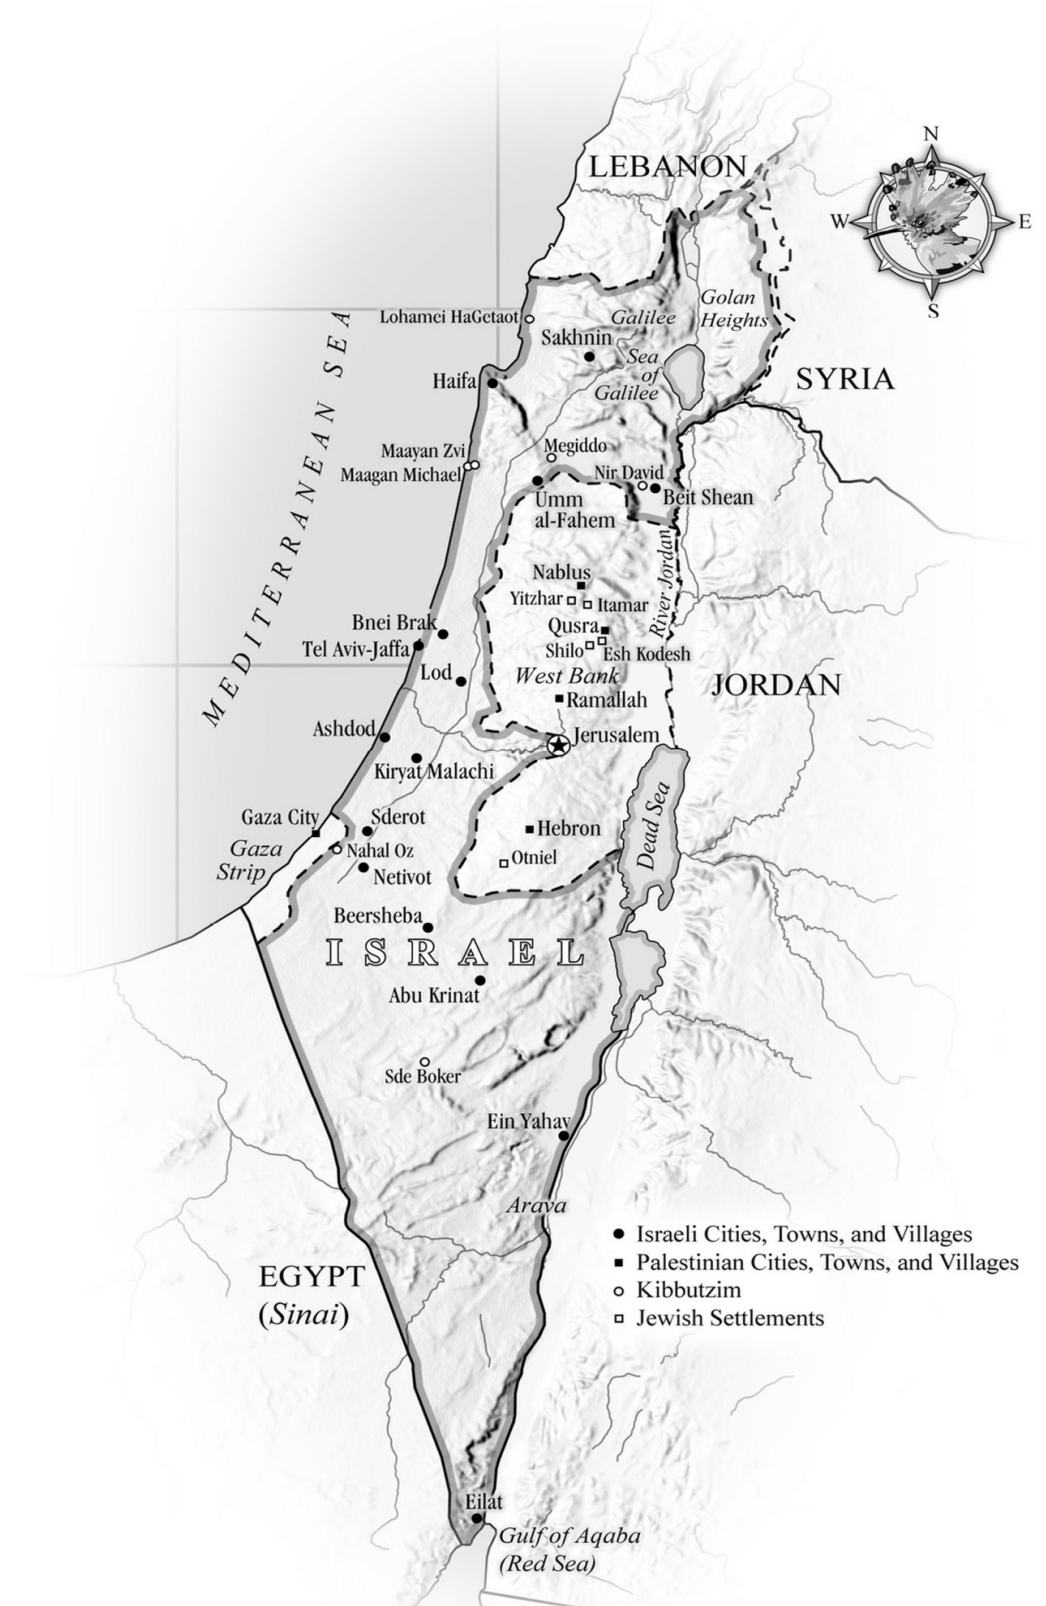 N
LEBANON
W
E
S
Golan
Heights
Lohamei HaGetaot
Galilee
Sakhnin
Sea
of
Galilee
Haifa
SYRIA
MEDITERRANEAN SEA
Maayan Zvi
Megiddo
Maagan Michael
Nir David
Umm
al-Fahem
Beit Shean
River Jordan
Nablus
Yitzhar
Itamar
Bnei Brak
Qusra
Tel Aviv-Jaffa
Shilo
Esh Kodesh
Lod
West Bank
JORDAN
Ramallah
Ashdod
Jerusalem
Kiryat Malachi
Dead Sea
Gaza City
Sderot
Hebron
Gaza
Strip
Nahal Oz
Otniel
Netivot
Beersheba
ISRAEL
Abu Krinat
Sde Boker
Ein Yahav
Arava
Israeli Cities, Towns, and Villages
Palestinian Cities, Towns, and Villages
Kibbutzim
Jewish Settlements
EGYPT
(Sinai)
Eilat
Gulf of Aqaba
(Red Sea)